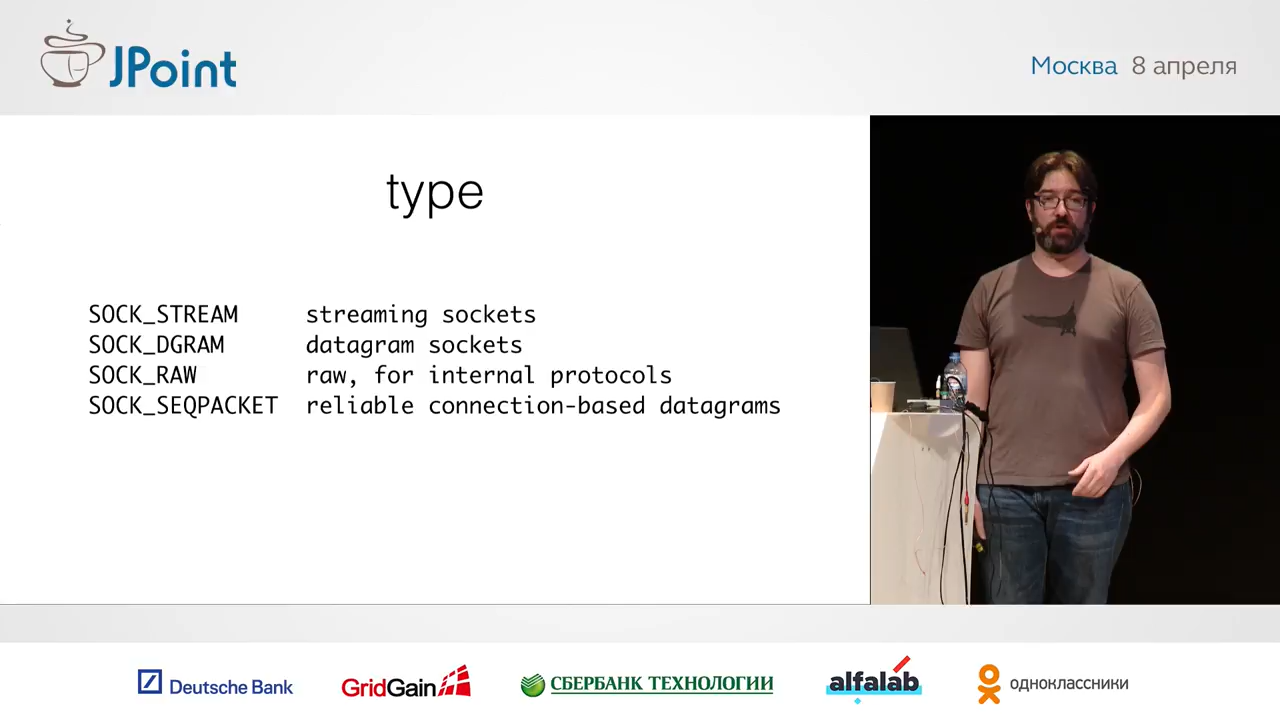 JPoint
Москва 8 апреля
type
SOCK_STREAM streaming sockets
SOCK_DGRAM datagram sockets
SOCK_RAW raw, for internal protocols
SOCK_SEQPACKET reliable connection-based datagrams
Deutsche Bank
GridGain
СБЕРБАНК ТЕХНОЛОГИИ
alfalab
одноклассники